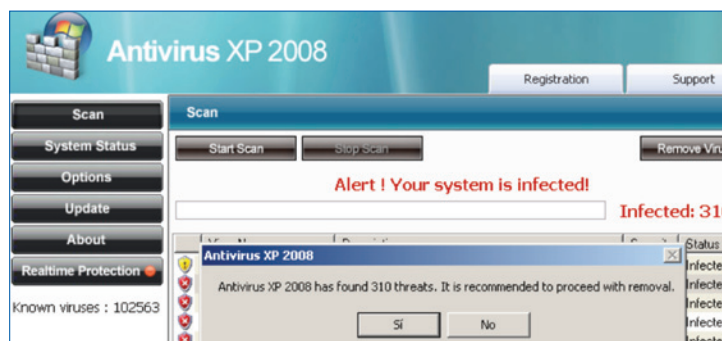 Antivirus XP 2008
Registration
Support
Scan
System Status
Options
Update
About
Realtime Protection
Known viruses : 102563
Scan
Start Scan
Stop Scan
Remove
Alert ! Your system is infected!
Infected: 31
Status
Antivirus XP 2008
Antivirus XP 2008 has found 310 threats. It is recommended to proceed with removal.
Sí
No
Infecte
Infecte
Infecte
Infecte